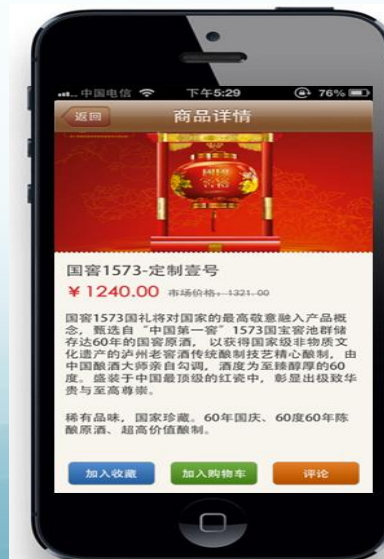 中国电信 下午5:29 76%
返回 商品详情
国窖1573-定制壹号
￥1240.00 市场价格：1321.00
国窖1573国礼将对国家的最高敬意融入产品概
念，甄选自“中国第一窖”1573国宝窖池群储
存达60年的国窖原酒，以获得国家级非物质文
化遗产的泸州老窖酒传统酿制技艺精心酿制，由
中国酿酒大师亲自勾调，酒度为至臻醇厚的60
度。盛装于中国最顶级的红瓷中，彰显出极致华
贵与至高尊崇。
稀有品味，国家珍藏。60年国庆、60度60年陈
酿原酒、超高价值酿制。
加入收藏 加入购物车 评论